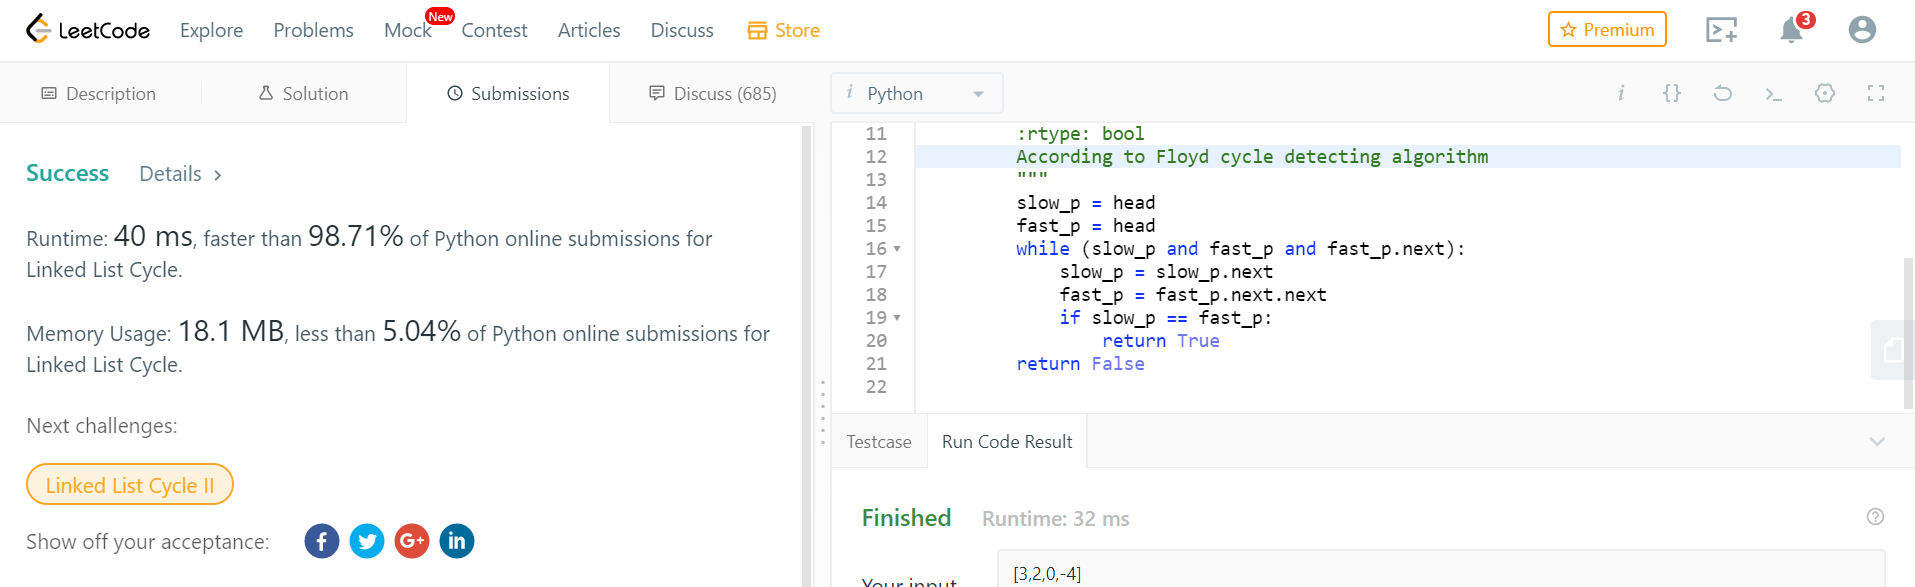 LeetCode Explore Problems Mock New Contest Articles Discuss Store Premium 3
Description Solution Submissions Discuss (685)
Success Details >
Runtime: 40 ms, faster than 98.71% of Python online submissions for
Linked List Cycle.
Memory Usage: 18.1 MB, less than 5.04% of Python online submissions for
Linked List Cycle.
Next challenges:
Linked List Cycle II
Show off your acceptance: f G+ in
i Python i {} >_
11 :rtype: bool
12 According to Floyd cycle detecting algorithm
13 """
14 slow_p = head
15 fast_p = head
16 while (slow_p and fast_p and fast_p.next):
17 slow_p = slow_p.next
18 fast_p = fast_p.next.next
19 if slow_p == fast_p:
20 return True
21 return False
22
Testcase Run Code Result
Finished Runtime: 32 ms ?
Your input [3,2,0,-4]